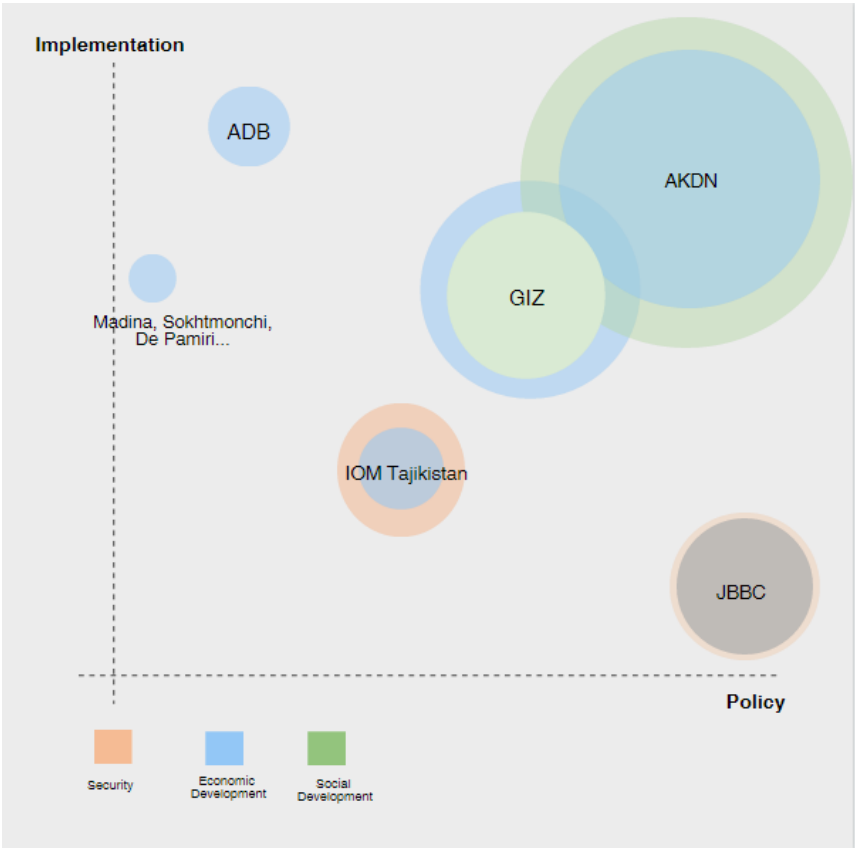 Implementation
ADB
AKDN
GIZ
Madina, Sokhtmonchi,
De Pamiri...
IOM Tajikistan
JBBC
Policy
Security
Economic
Development
Social
Development